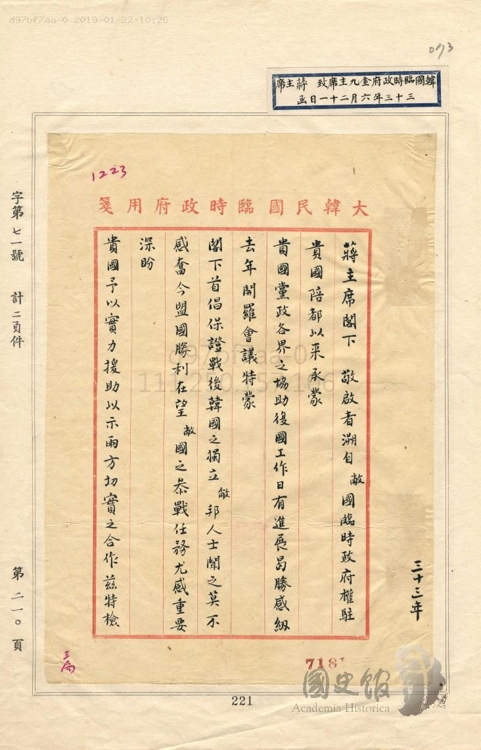 d97bf7aa-0 2019-01-22 10:26
073
韓國臨時政府金九主席致 蔣主席
三十三年六月二十一日函
1223
大韓民國臨時政府用箋
蔣主席閣下 敬啟者溯自敝國臨時政府權駐
貴國陪都以來承蒙
貴國黨政各界之協助復國工作日有進展曷勝感紉
去年開羅會議特蒙
閣下首倡保證戰後韓國之獨立敝邦人士聞之莫不
感奮今盟國勝利在望敝國之參戰任務尤感重要
深盼
貴國予以實力援助以示兩方切實之合作茲特檢
三十三年
字第七一號 計二頁件
第二一〇頁
718
221
國史館
Academia Historica